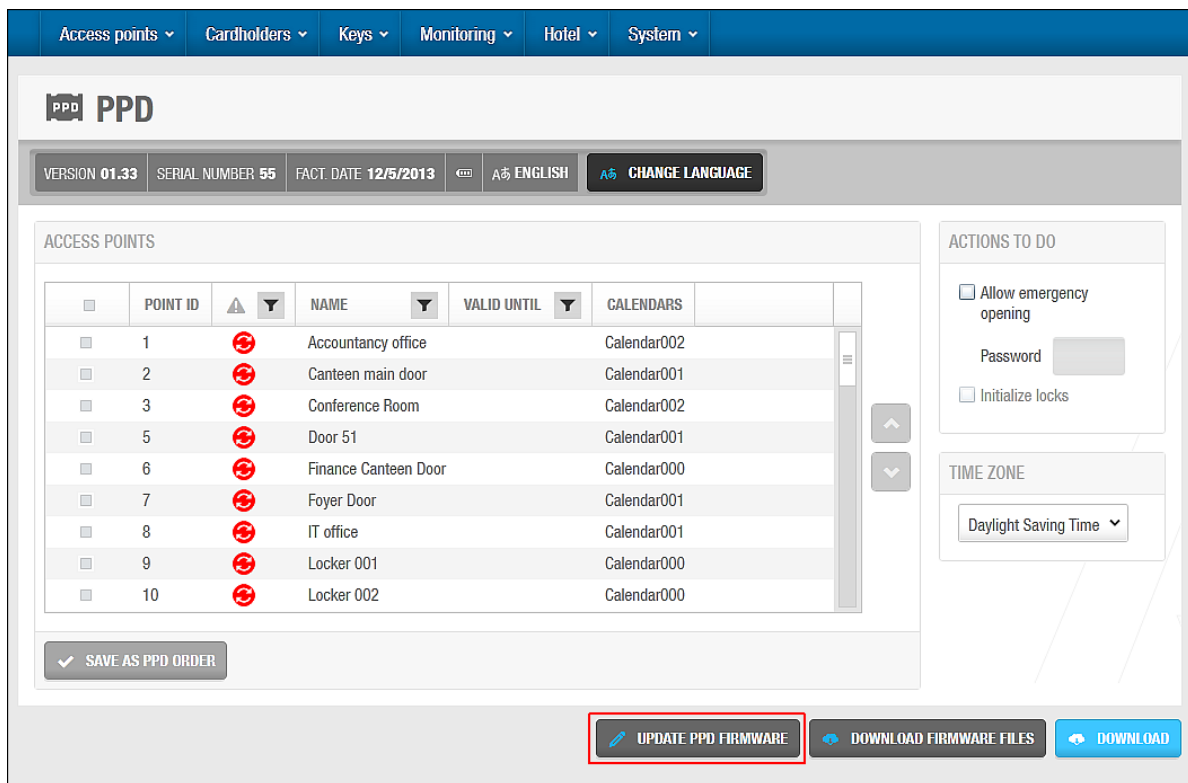 Access points Cardholders Keys Monitoring Hotel System
PPD PPD
VERSION 01.33 SERIAL NUMBER 55 FACT. DATE 12/5/2013 Aあ ENGLISH Aあ CHANGE LANGUAGE
ACCESS POINTS
POINT ID NAME VALID UNTIL CALENDARS
1 Accountancy office Calendar002
2 Canteen main door Calendar001
3 Conference Room Calendar002
5 Door 51 Calendar001
6 Finance Canteen Door Calendar000
7 Foyer Door Calendar001
8 IT office Calendar001
9 Locker 001 Calendar000
10 Locker 002 Calendar000
SAVE AS PPD ORDER
ACTIONS TO DO
Allow emergency
opening
Password
Initialize locks
TIME ZONE
Daylight Saving Time
UPDATE PPD FIRMWARE DOWNLOAD FIRMWARE FILES DOWNLOAD